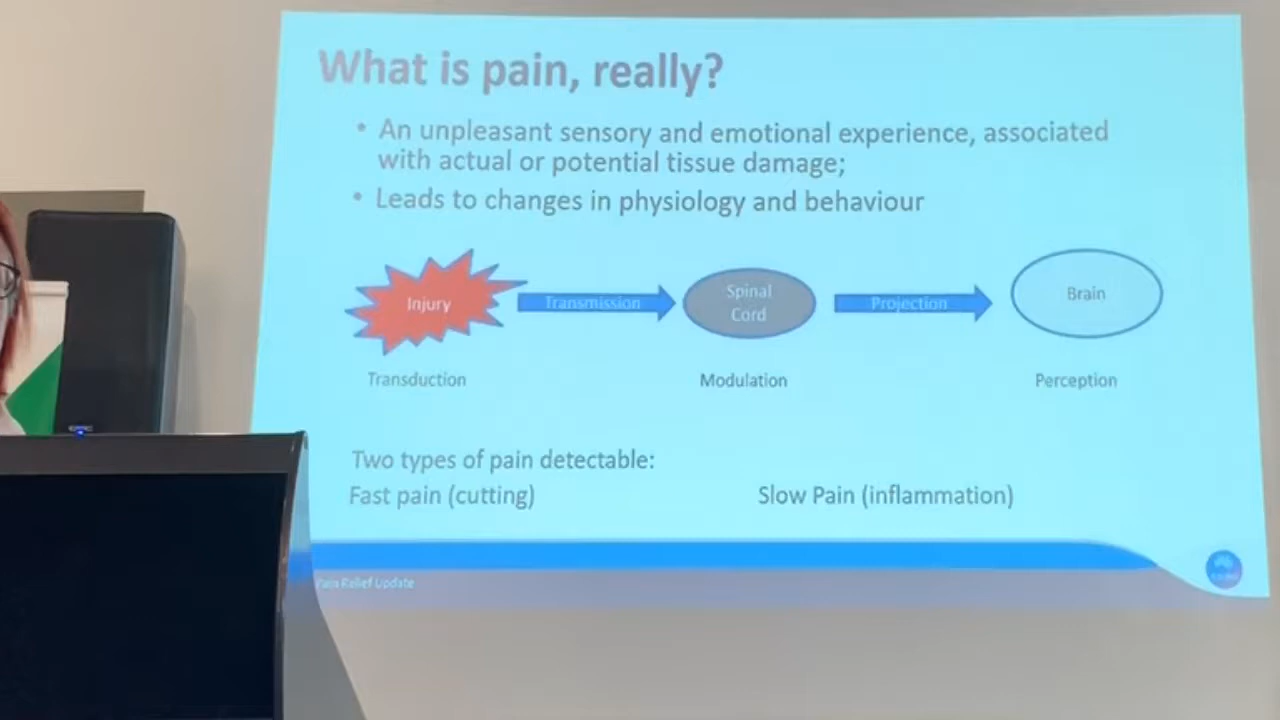 What is pain, really?
• An unpleasant sensory and emotional experience, associated
with actual or potential tissue damage;
• Leads to changes in physiology and behaviour
Injury
Transmission
Spinal
Cord
Projection
Brain
Transduction
Modulation
Perception
Two types of pain detectable:
Fast pain (cutting)
Slow Pain (inflammation)
Pain Relief Update